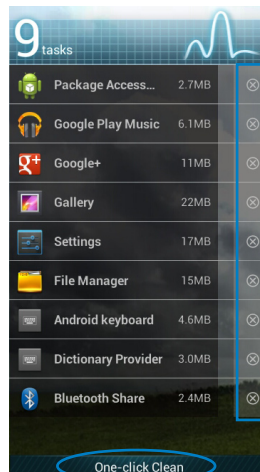 9 tasks
Package Access... 2.7MB
Google Play Music 6.1MB
Google+ 11MB
Gallery 22MB
Settings 17MB
File Manager 15MB
Android keyboard 4.6MB
Dictionary Provider 3.0MB
Bluetooth Share 2.4MB
One-click Clean